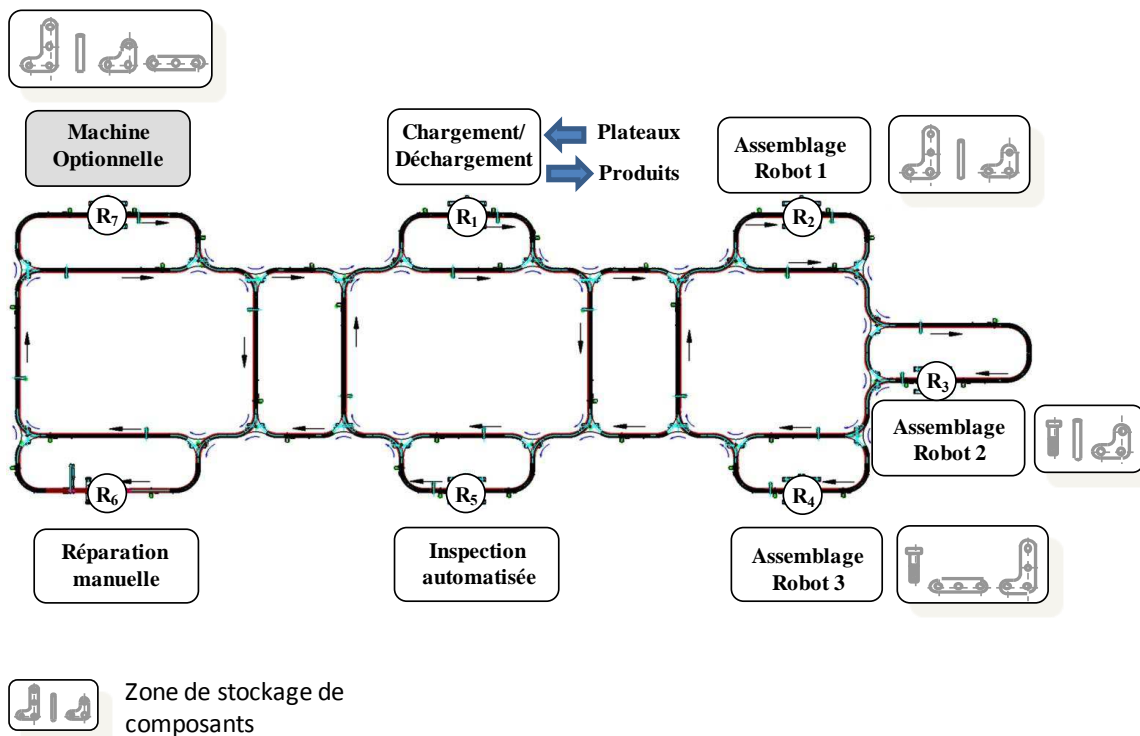 Machine
Optionnelle
Chargement/
Déchargement
Plateaux
Produits
Assemblage
Robot 1
R7
R1
R2
R3
Assemblage
Robot 2
R6
R5
R4
Réparation
manuelle
Inspection
automatisée
Assemblage
Robot 3
Zone de stockage de
composants